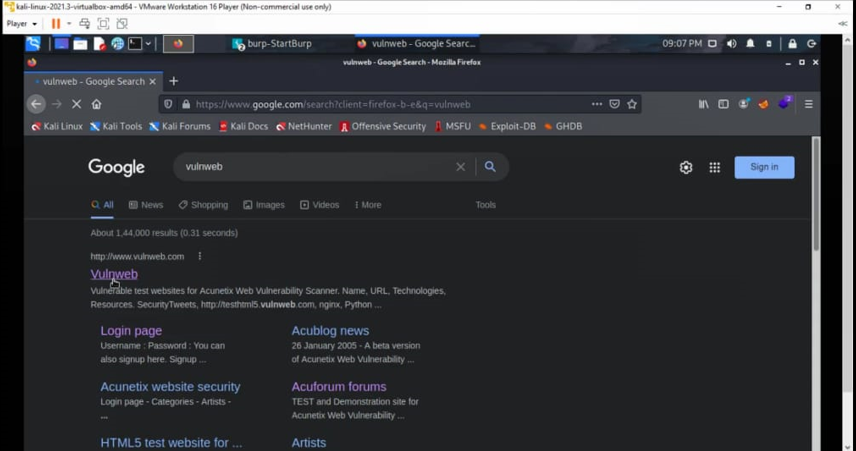 kali-linux-2021.3-virtualbox-amd64 - VMware Workstation 16 Player (Non-commercial use only)
Player
burp-StartBurp
vulnweb - Google Searc...
09:07 PM
vulnweb - Google Search - Mozilla Firefox
vulnweb - Google Search
https://www.google.com/search?client=firefox-b-e&q=vulnweb
Kali Linux
Kali Tools
Kali Forums
Kali Docs
NetHunter
Offensive Security
MSFU
Exploit-DB
GHDB
Google
vulnweb
Sign in
All
News
Shopping
Images
Videos
More
Tools
About 1,44,000 results (0.31 seconds)
http://www.vulnweb.com
Vulnweb
Vulnerable test websites for Acunetix Web Vulnerability Scanner. Name, URL, Technologies,
Resources. SecurityTweets, http://testhtml5.vulnweb.com, nginx, Python ...
Login page
Username : Password : You can
also signup here. Signup ...
Acublog news
26 January 2005 - A beta version
of Acunetix Web Vulnerability ...
Acunetix website security
Login page - Categories - Artists -
...
Acuforum forums
TEST and Demonstration site for
Acunetix Web Vulnerability ...
HTML5 test website for ...
Artists